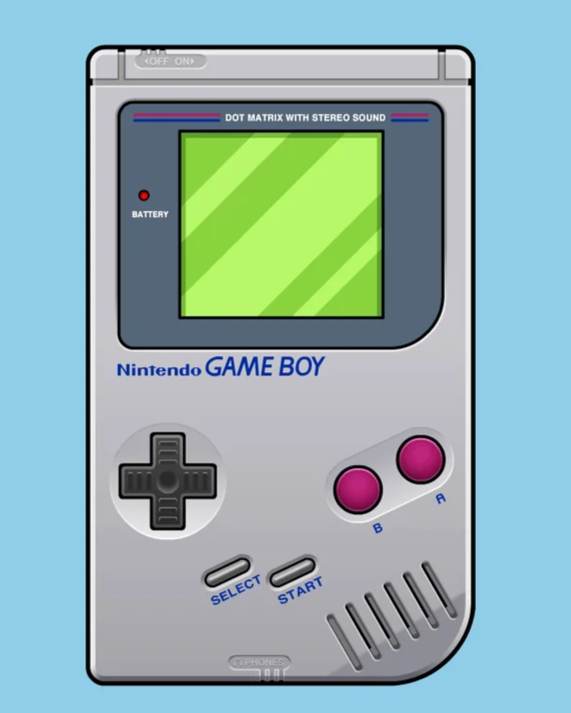 OFF ON
DOT MATRIX WITH STEREO SOUND
BATTERY
Nintendo GAME BOY
A
B
SELECT START
PHONES